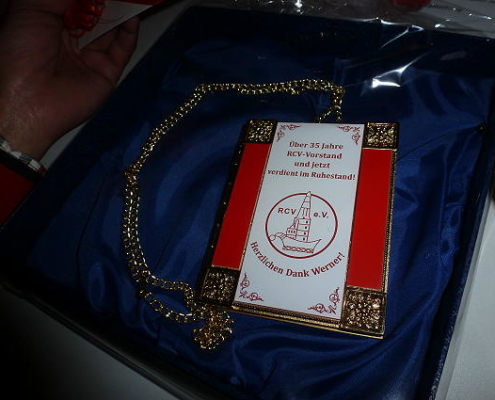 Über 35 Jahre
RCV-Vorstand
und jetzt
verdient im Ruhestand!
RCV e.V.
Herzlichen Dank Werner!